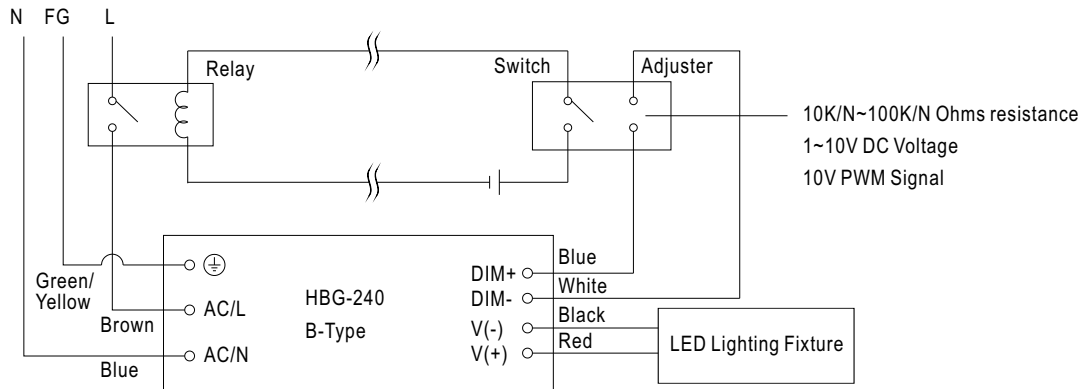 N FG L
Relay
Switch
Adjuster
10K/N~100K/N Ohms resistance
1~10V DC Voltage
10V PWM Signal
Green/
Yellow
Brown
Blue
AC/L
AC/N
HBG-240
B-Type
DIM+
DIM-
V(-)
V(+)
Blue
White
Black
Red
LED Lighting Fixture